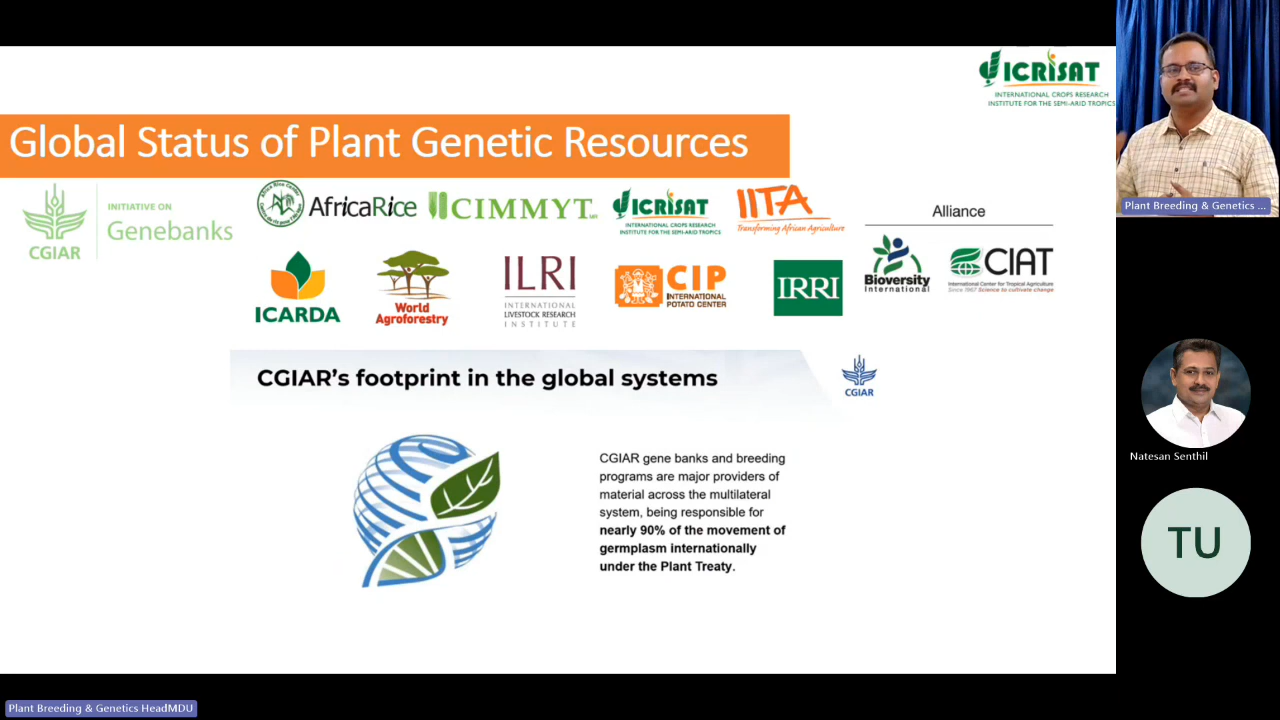 ICRISAT
INTERNATIONAL CROPS RESEARCH
INSTITUTE FOR THE SEMI-ARID TROPICS
Global Status of Plant Genetic Resources
CGIAR
INITIATIVE ON
Genebanks
Africa Rice Center
AfricaRice
CIMMYT
ICRISAT
INTERNATIONAL CROPS RESEARCH
INSTITUTE FOR THE SEMI-ARID TROPICS
IITA
Transforming African Agriculture
Alliance
ICARDA
World
Agroforestry
ILRI
INTERNATIONAL
LIVESTOCK RESEARCH
INSTITUTE
CIP
INTERNATIONAL
POTATO CENTER
IRRI
Bioversity
International
CIAT
International Center for Tropical Agriculture
Since 1967 Science to cultivate change
CGIAR's footprint in the global systems
CGIAR
CGIAR gene banks and breeding
programs are major providers of
material across the multilateral
system, being responsible for
nearly 90% of the movement of
germplasm internationally
under the Plant Treaty.
Plant Breeding & Genetics ...
Natesan Senthil
TU
Plant Breeding & Genetics HeadMDU